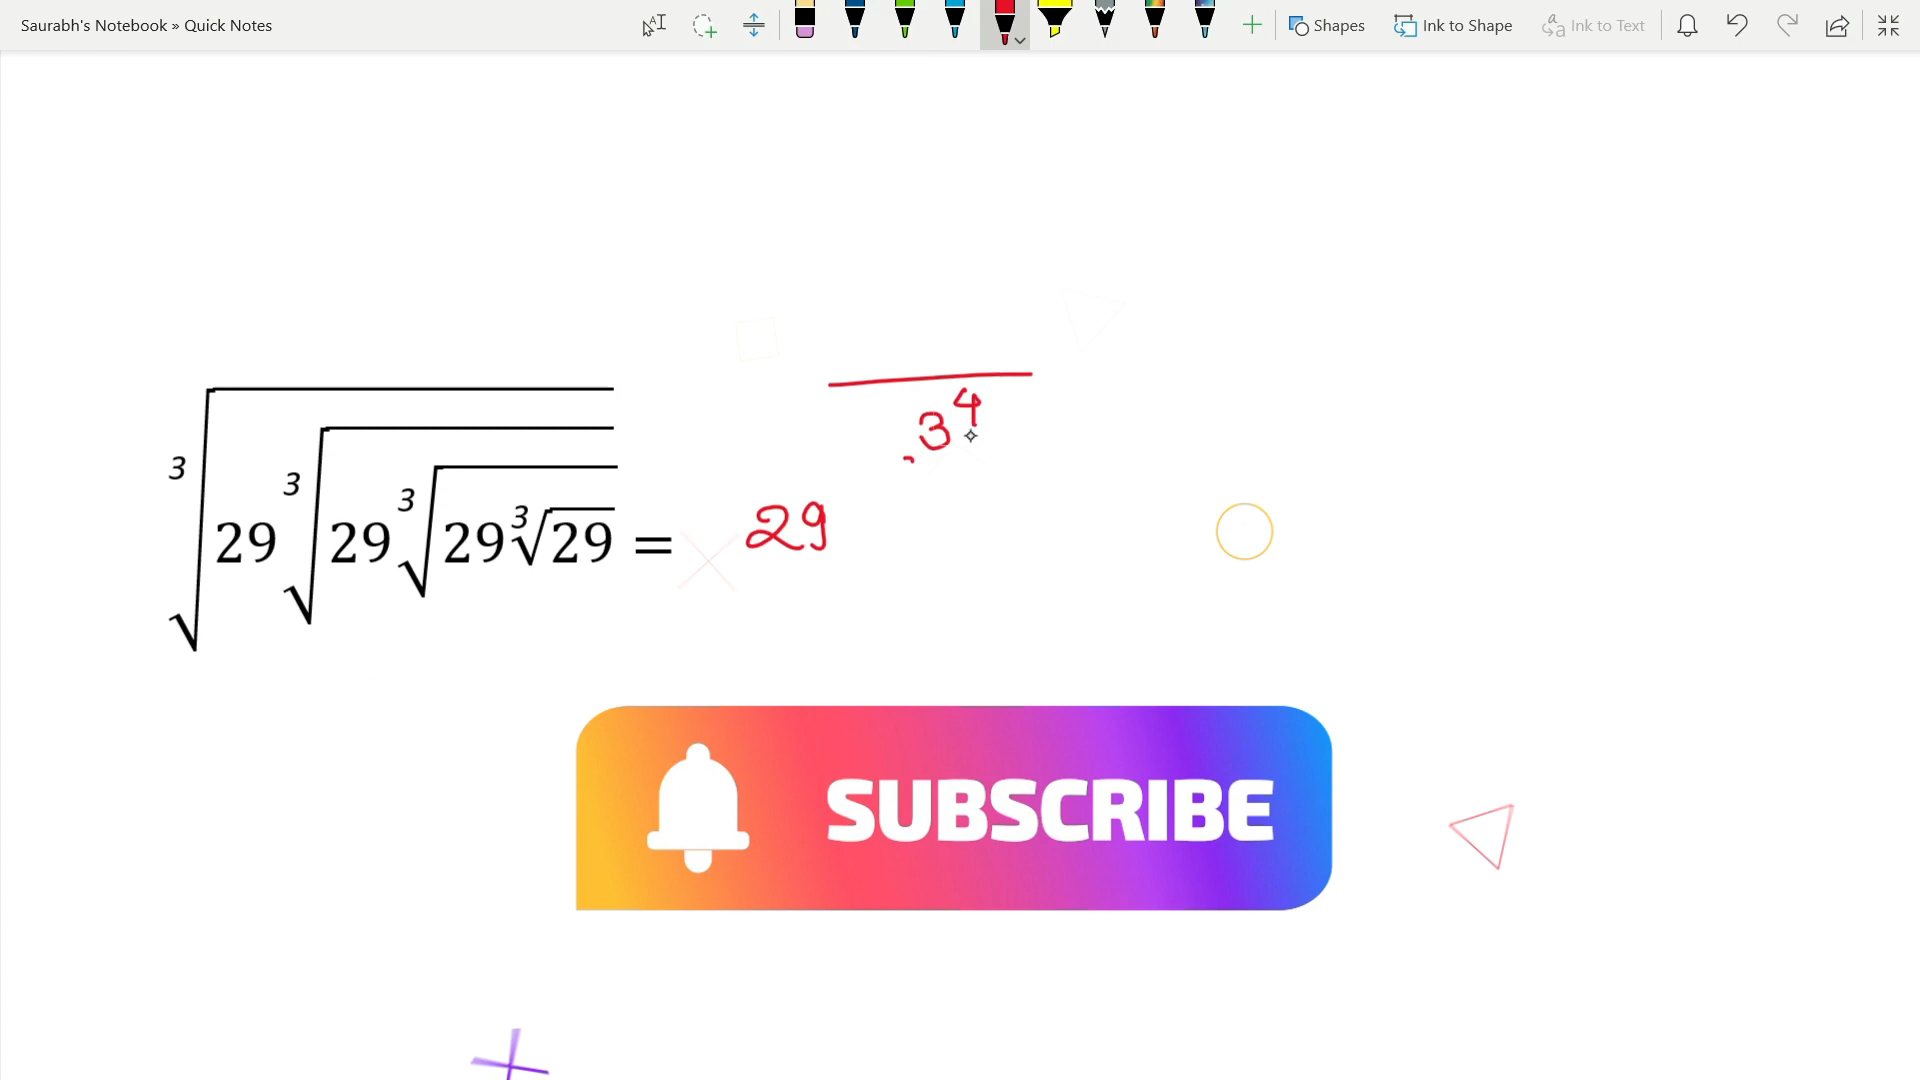 Saurabh's Notebook » Quick Notes
Shapes
Ink to Shape
Ink to Text
3⁴
∛(29∛(29∛(29∛29))) = 29
SUBSCRIBE